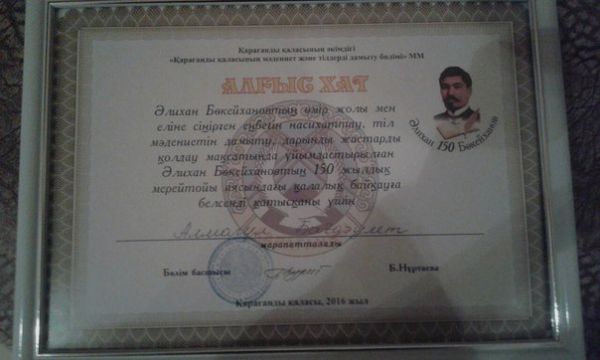 Қарағанды қаласының әкімдігі
«Қарағанды қаласының мәдениет және тілдерді дамыту бөлімі» ММ
АЛҒЫС ХАТ
Әлихан Бөкейхановтың өмір жолы мен
еліне сіңірген еңбегін насихаттау, тіл
мәдениетін дамыту, дарынды жастарды
қолдау мақсатында ұйымдастырылған
Әлихан Бөкейхановтың 150 жылдық
мерейтойы аясындағы қалалық байқауға
белсенді қатысқаны үшін
Әлихан 150 Бөкейханов
Алмагүл
марапатталады
Бөлім басшысы Б.Нұртаева
Қарағанды қаласы, 2016 жыл